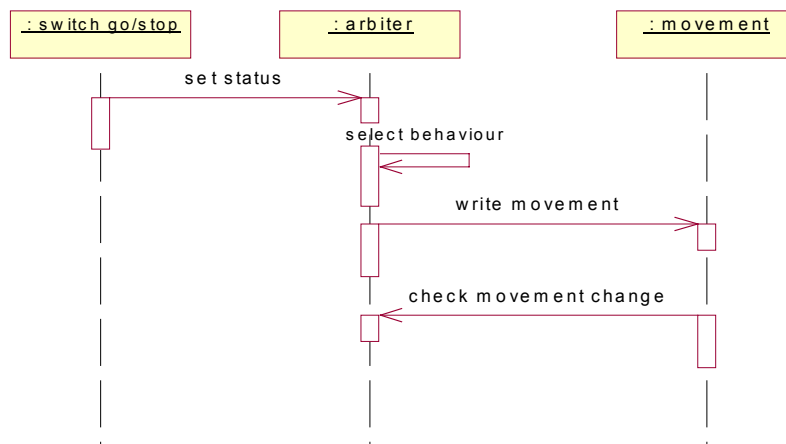 : switch go/stop
: arbiter
: movement
set status
select behaviour
write movement
check movement change